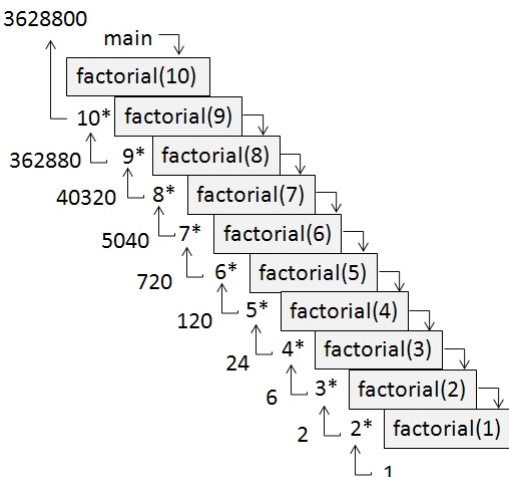 3628800
main
factorial(10)
10* factorial(9)
362880 9* factorial(8)
40320 8* factorial(7)
5040 7* factorial(6)
720 6* factorial(5)
120 5* factorial(4)
24 4* factorial(3)
6 3* factorial(2)
2 2* factorial(1)
1